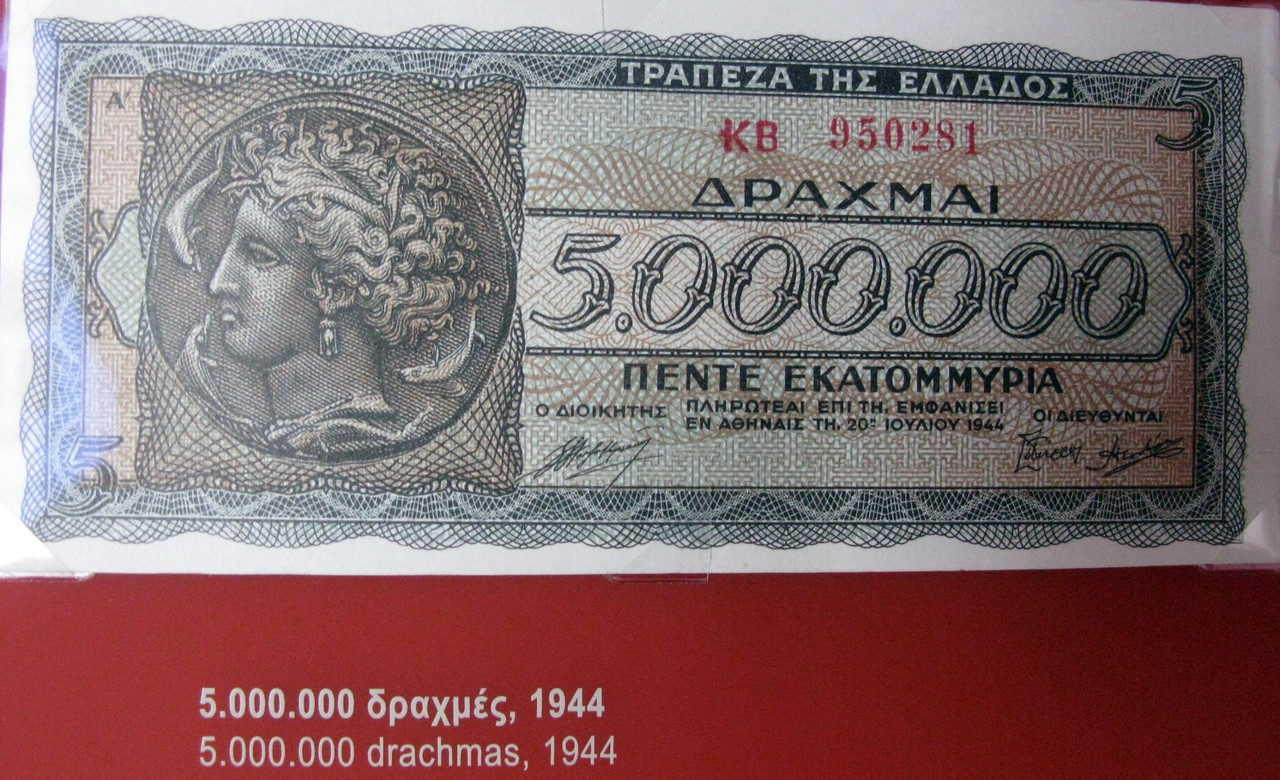 ΤΡΑΠΕΖΑ ΤΗΣ ΕΛΛΑΔΟΣ
5
Α'
ΚΒ 950281
ΔΡΑΧΜΑΙ
5.000.000
ΠΕΝΤΕ ΕΚΑΤΟΜΜΥΡΙΑ
Ο ΔΙΟΙΚΗΤΗΣ
ΠΛΗΡΩΤΕΑΙ ΕΠΙ ΤΗ, ΕΜΦΑΝΙΣΕΙ
ΕΝ ΑΘΗΝΑΙΣ ΤΗ, 20ῌ ΙΟΥΛΙΟΥ 1944
ΟΙ ΔΙΕΥΘΥΝΤΑΙ
5
5.000.000 δραχμές, 1944
5.000.000 drachmas, 1944